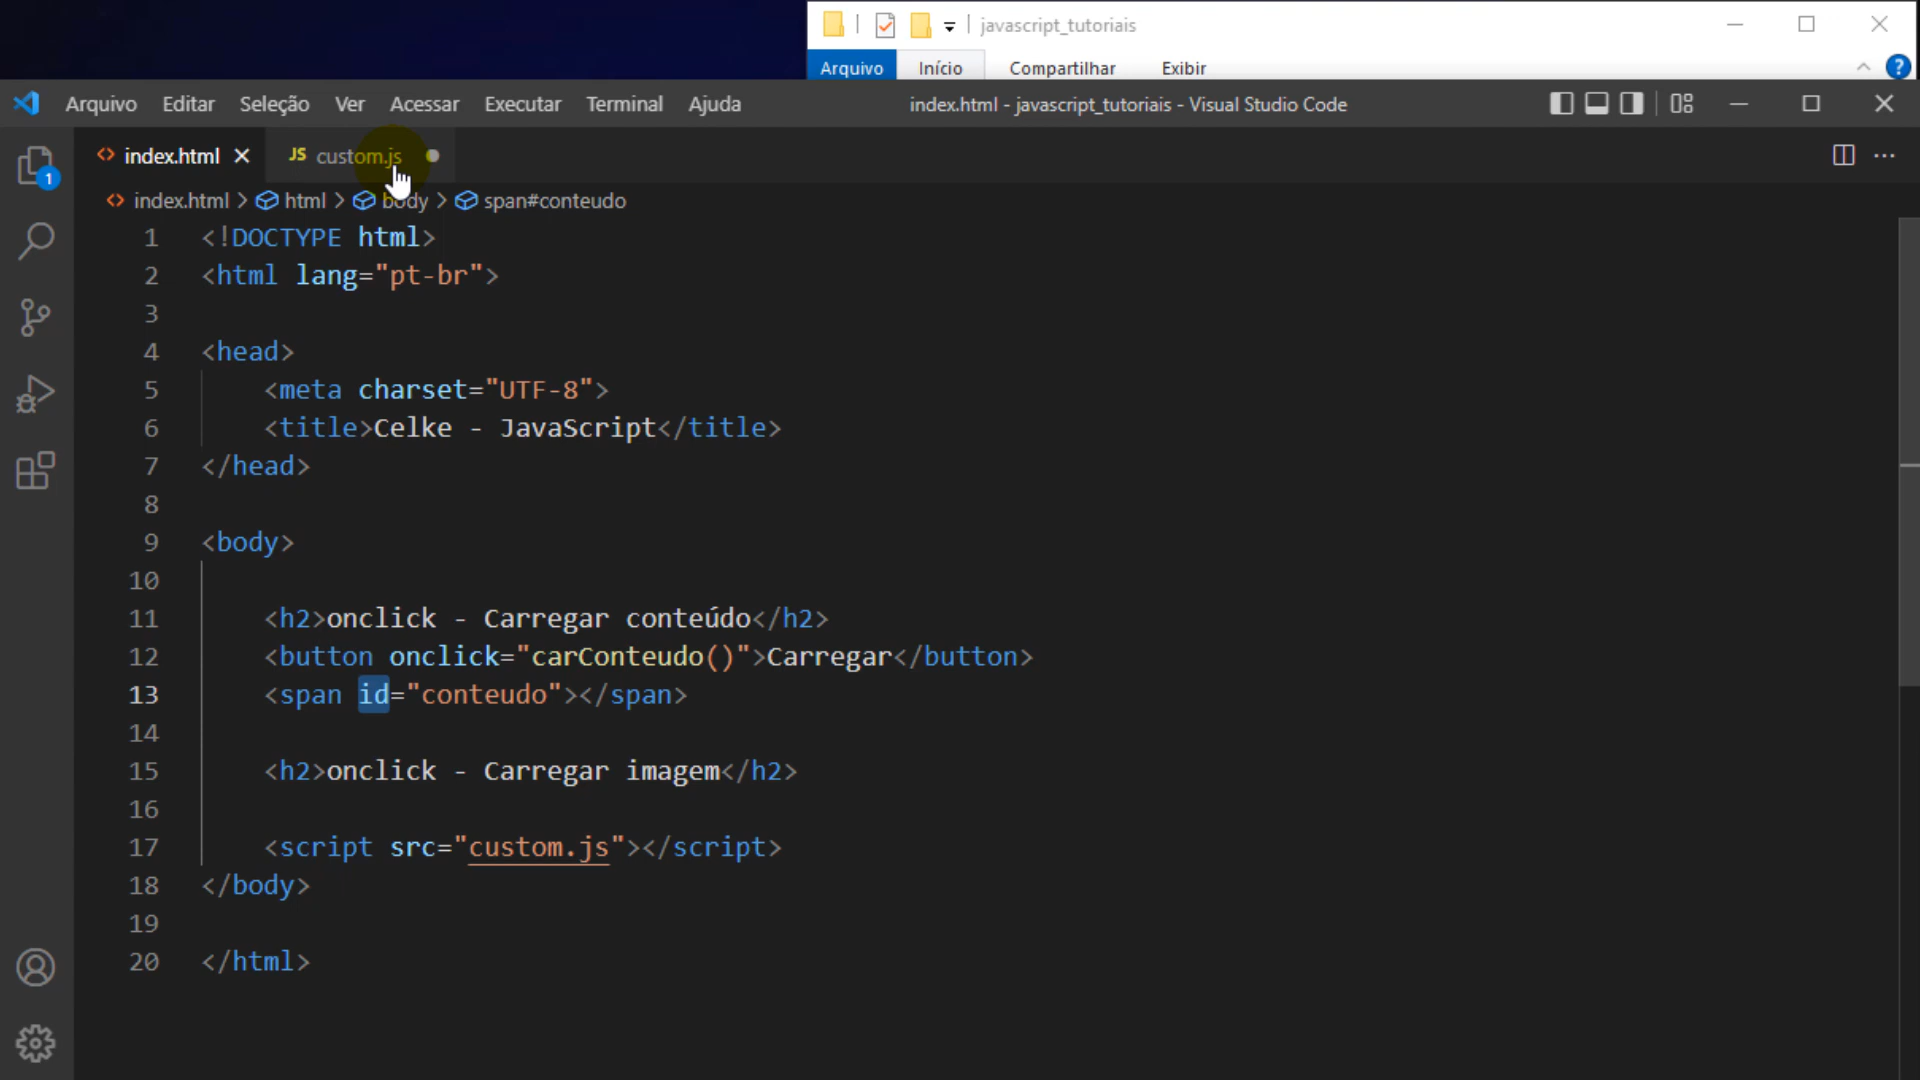 javascript_tutoriais
Arquivo Início Compartilhar Exibir
Arquivo Editar Seleção Ver Acessar Executar Terminal Ajuda index.html - javascript_tutoriais - Visual Studio Code
index.html JS custom.js
1
index.html > html > body > span#conteudo
1 <!DOCTYPE html>
2 <html lang="pt-br">
3
4 <head>
5 <meta charset="UTF-8">
6 <title>Celke - JavaScript</title>
7 </head>
8
9 <body>
10
11 <h2>onclick - Carregar conteúdo</h2>
12 <button onclick="carConteudo()">Carregar</button>
13 <span id="conteudo"></span>
14
15 <h2>onclick - Carregar imagem</h2>
16
17 <script src="custom.js"></script>
18 </body>
19
20 </html>